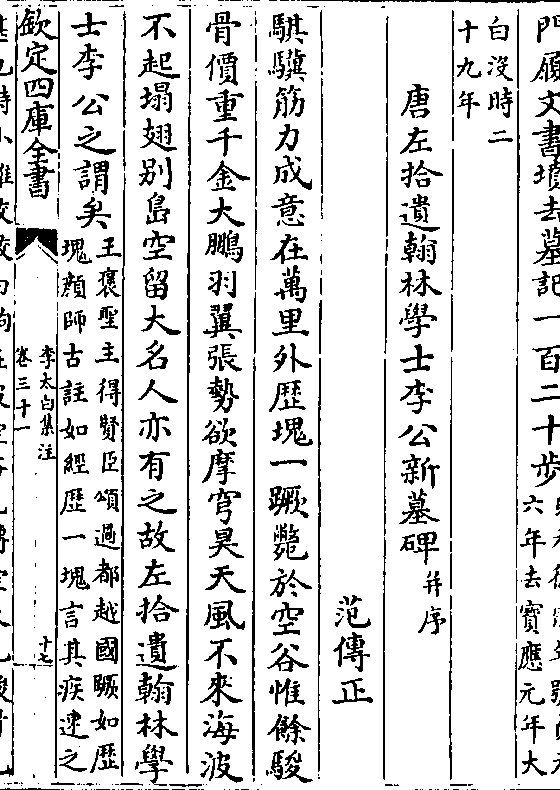 門屨文書墳去墓記一百二十步
六年去寶應元年大
白沒時二
十九年
唐左拾遺翰林學士李公新墓碑并序
范傳正
騏驥筋力成意在萬里外歷塊一蹶斃於空谷惟餘駿
骨價重千金大鵬羽翼張勢欲摩穹昊天風不來海波
不起塌翅别島空留大名人亦有之故左拾遺翰林學
士李公之謂矣
王襃聖主得賢臣頌過都越國蹶如歷
塊顔師古註如經歷一塊言其疾速之
欽定四庫全書
李太白集注
卷三十一
十七